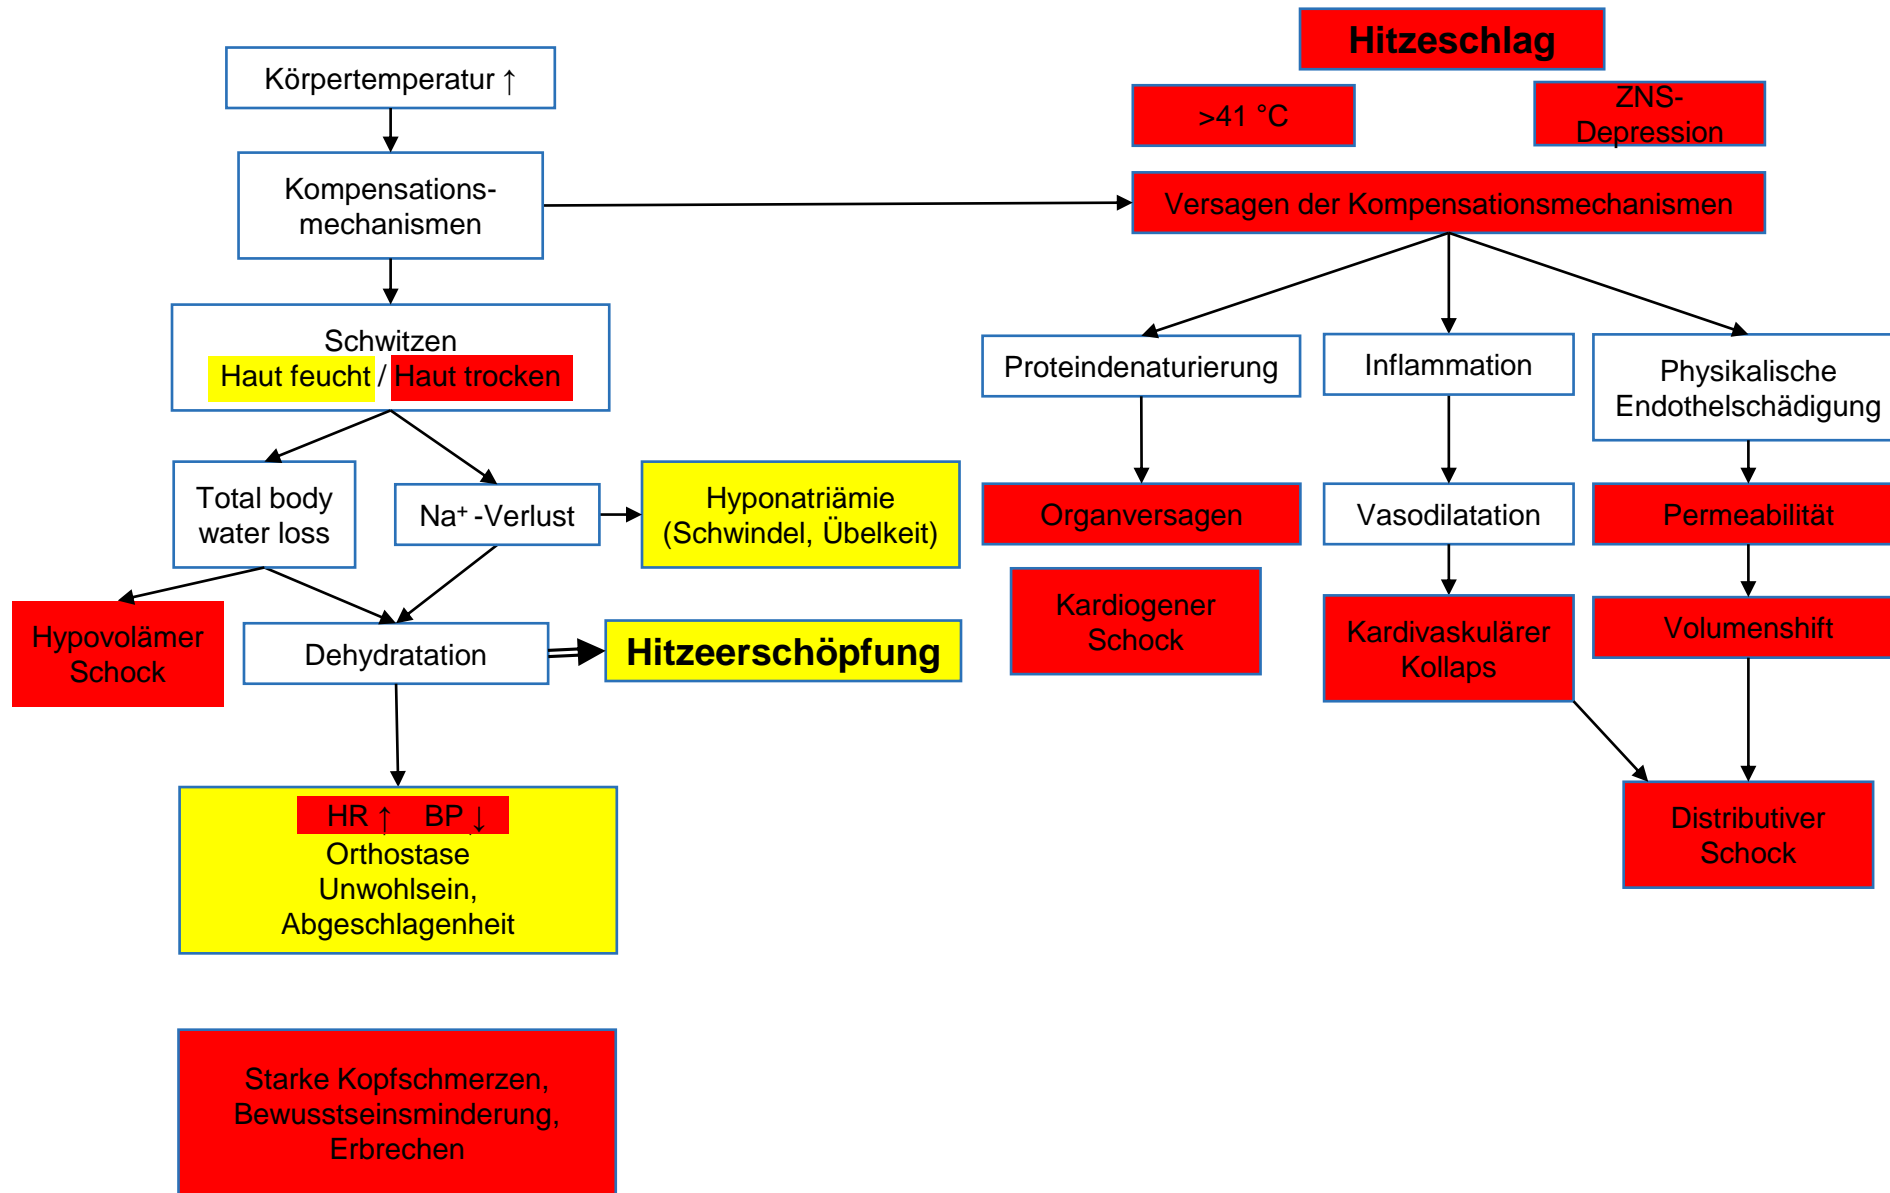 Hitzeschlag
Körpertemperatur ↑
>41 °C
ZNS-
Depression
Kompensations-
mechanismen
Versagen der Kompensationsmechanismen
Schwitzen
Haut feucht / Haut trocken
Proteindenaturierung
Inflammation
Physikalische
Endothelschädigung
Total body
water loss
Na⁺ -Verlust
Hyponatriämie
(Schwindel, Übelkeit)
Organversagen
Vasodilatation
Permeabilität
Hypovolämer
Schock
Dehydratation
Hitzeerschöpfung
Kardiogener
Schock
Kardivaskulärer
Kollaps
Volumenshift
HR ↑ BP ↓
Orthostase
Unwohlsein,
Abgeschlagenheit
Distributiver
Schock
Starke Kopfschmerzen,
Bewusstseinsminderung,
Erbrechen